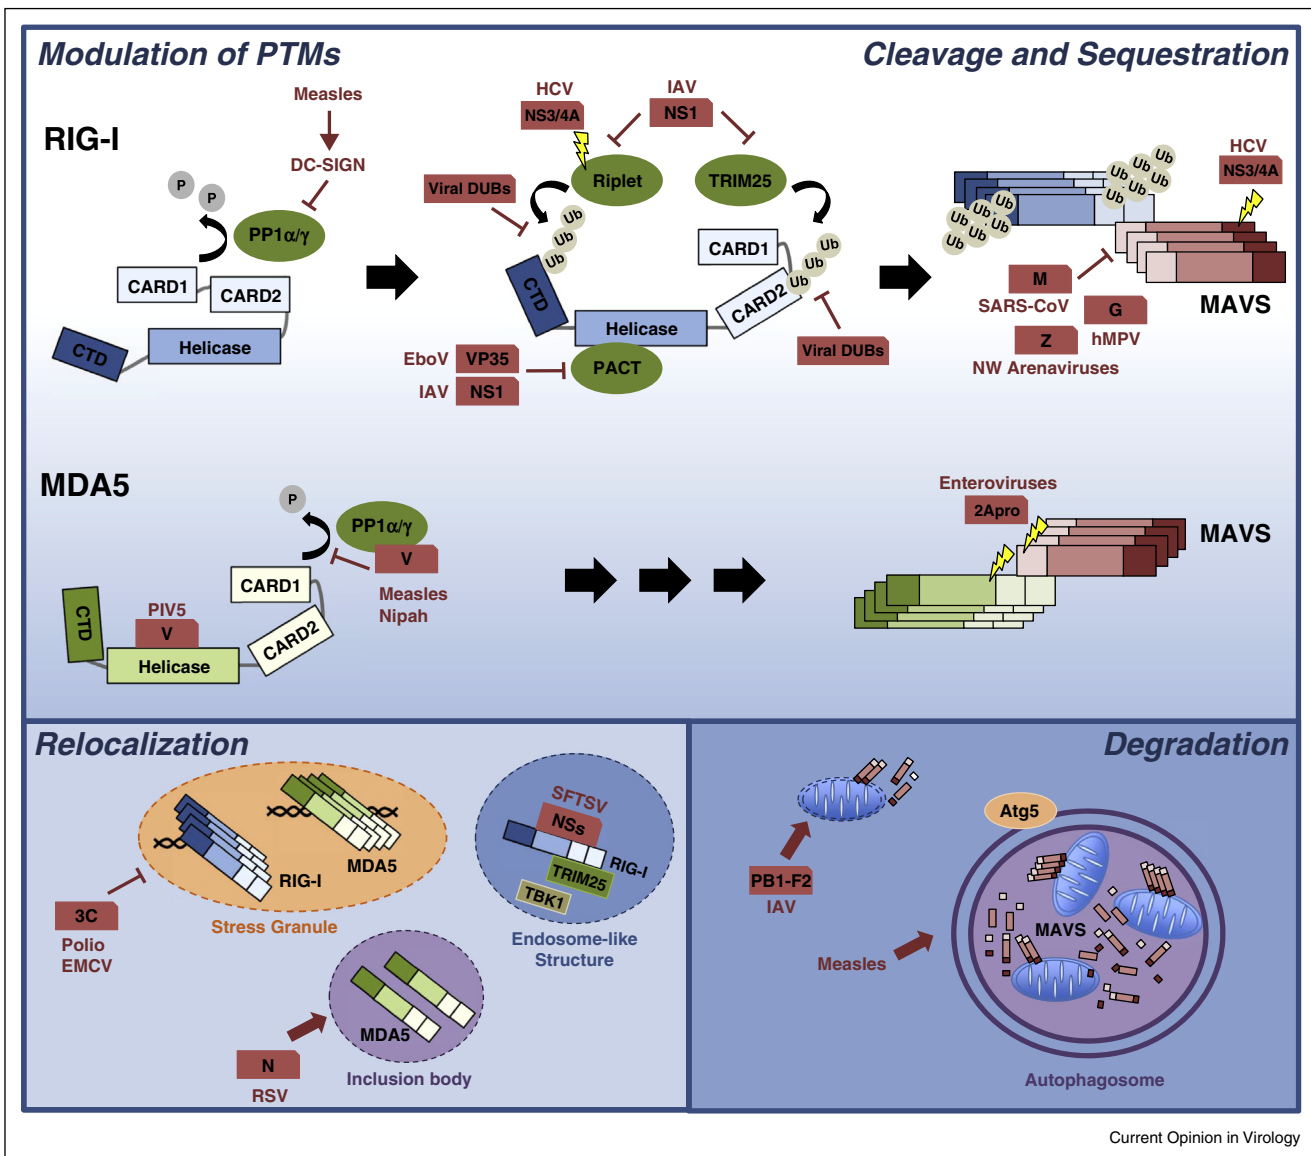 Modulation of PTMs
Cleavage and Sequestration
RIG-I
Measles
DC-SIGN
P
P
PP1α/γ
CARD1
CARD2
Helicase
CTD
HCV
NS3/4A
IAV
NS1
Viral DUBs
Riplet
TRIM25
Ub
Ub
Ub
CTD
Helicase
CARD1
CARD2
Ub
Ub
Ub
EboV
VP35
IAV
NS1
PACT
Viral DUBs
Ub
Ub
Ub
Ub
Ub
Ub
Ub
Ub
Ub
Ub
Ub
Ub
HCV
NS3/4A
M
SARS-CoV
G
hMPV
Z
NW Arenaviruses
MAVS
MDA5
P
PP1α/γ
V
Measles
Nipah
CARD1
CARD2
CTD
PIV5
V
Helicase
Enteroviruses
2Apro
MAVS
Relocalization
MDA5
RIG-I
Stress Granule
3C
Polio
EMCV
SFTSV
NSs
RIG-I
TRIM25
TBK1
Endosome-like
Structure
MDA5
Inclusion body
N
RSV
Degradation
PB1-F2
IAV
Atg5
MAVS
Measles
Autophagosome
Current Opinion in Virology